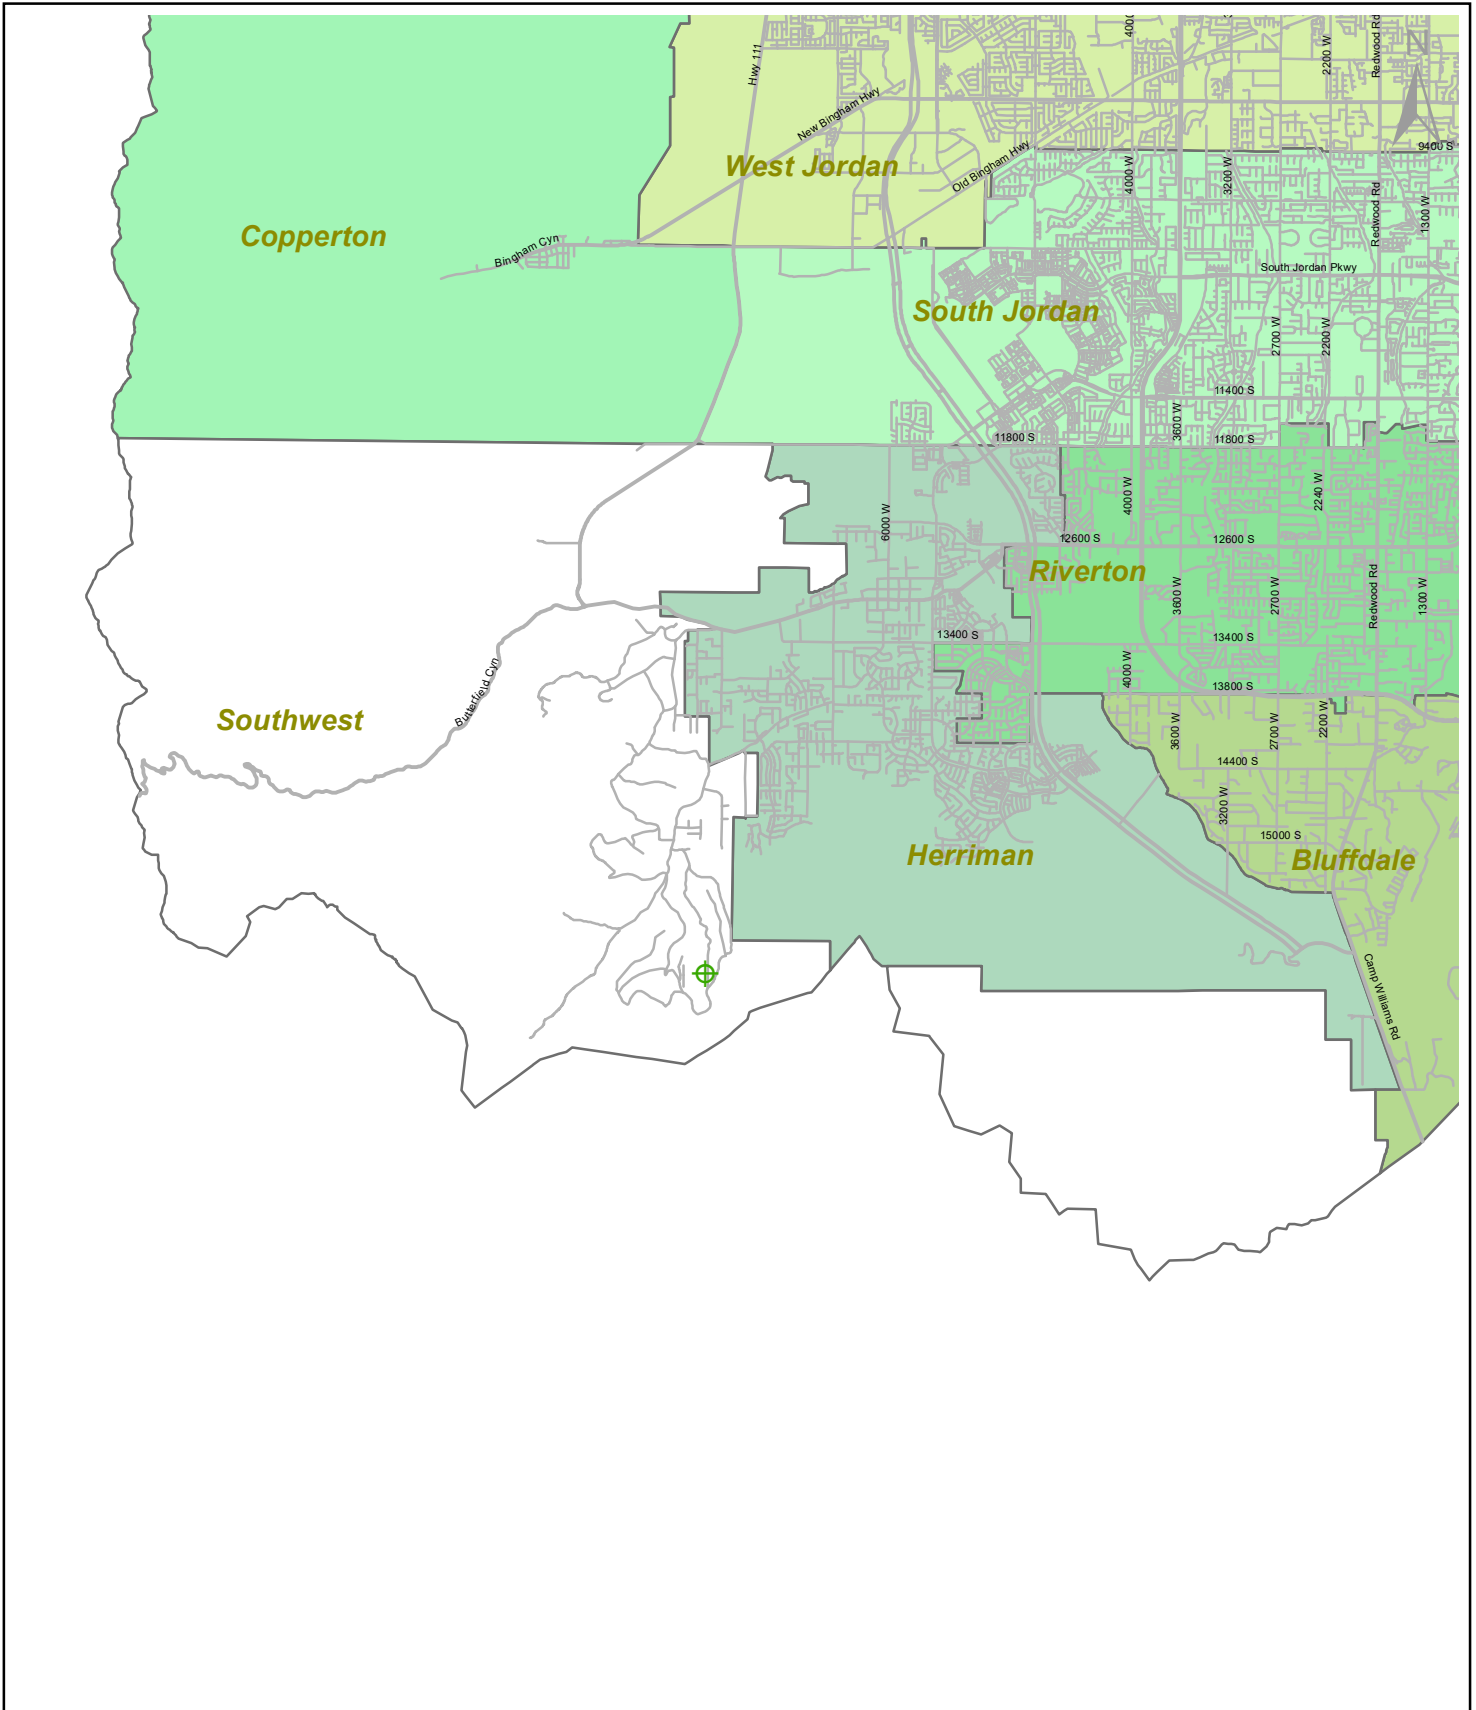 4000
2200 W
Redwood Rd
N
Hwy 111
New Bingham Hwy
West Jordan
Old Bingham Hwy
9400 S
4000 W
3200 W
Redwood Rd
1300 W
Copperton
Bingham Cyn
South Jordan Pkwy
South Jordan
2700 W
2200 W
11400 S
3600 W
11800 S
11800 S
6000 W
4000 W
2240 W
12600 S
12600 S
Riverton
3600 W
2700 W
Redwood Rd
1300 W
13400 S
13400 S
4000 W
13800 S
Butterfield Cyn
Southwest
3600 W
2700 W
2200 W
14400 S
3200 W
15000 S
Herriman
Bluffdale
Camp Williams Rd